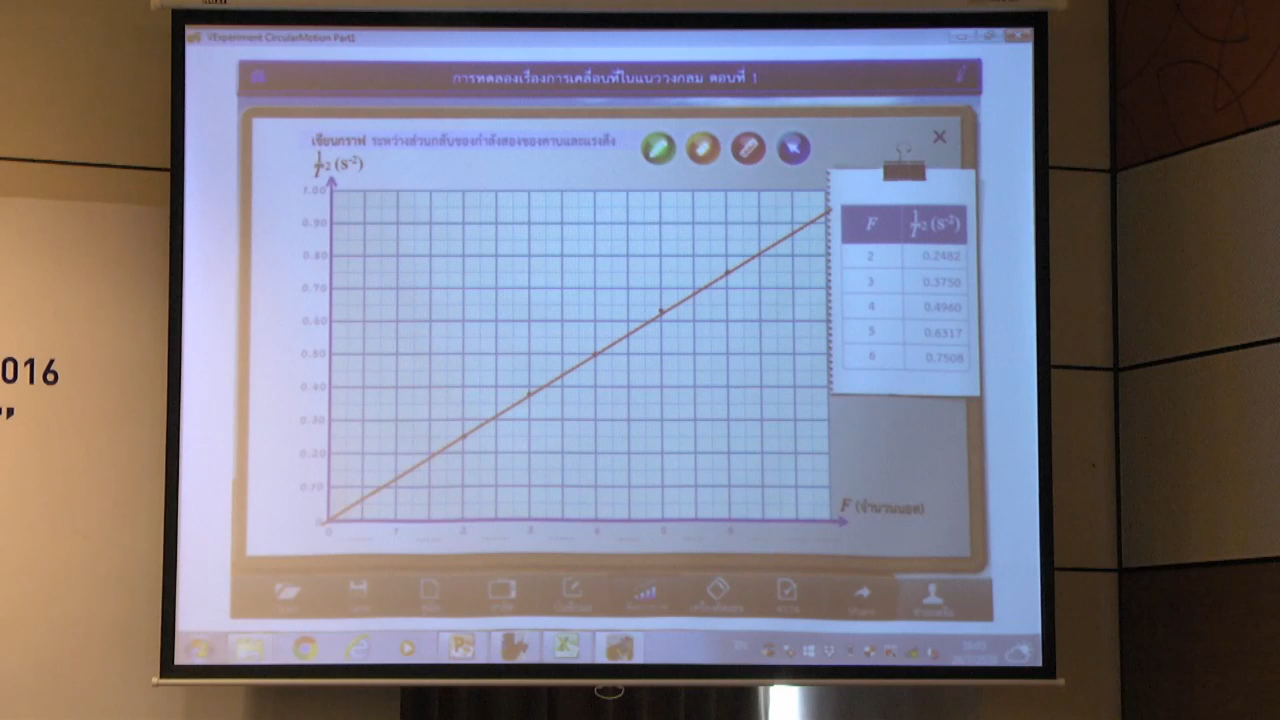 VExperiment CircularMotion Part1
การทดลองเรื่องการเคลื่อนที่ในแนววงกลม ตอนที่ 1
เขียนกราฟ ระหว่างส่วนกลับของกำลังสองของคาบและแรงดึง
1/T² (s⁻²)
1.00
0.90
0.80
0.70
0.60
0.50
0.40
0.30
0.20
0.10
0
0 1 2 3 4 5 6
F (จำนวนนอต)
F 1/T² (s⁻²)
2 0.2482
3 0.3750
4 0.4960
5 0.6317
6 0.7508
016
”